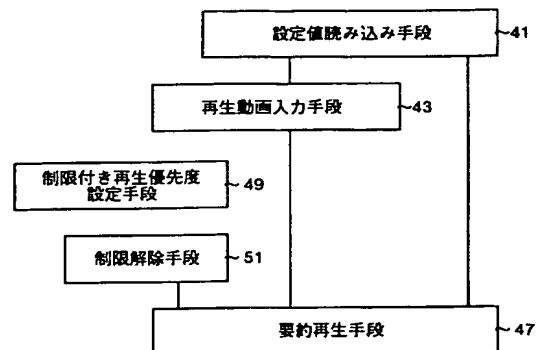 設定値読み込み手段
41
再生動画入力手段
43
制限付き再生優先度
設定手段
49
制限解除手段
51
要約再生手段
47